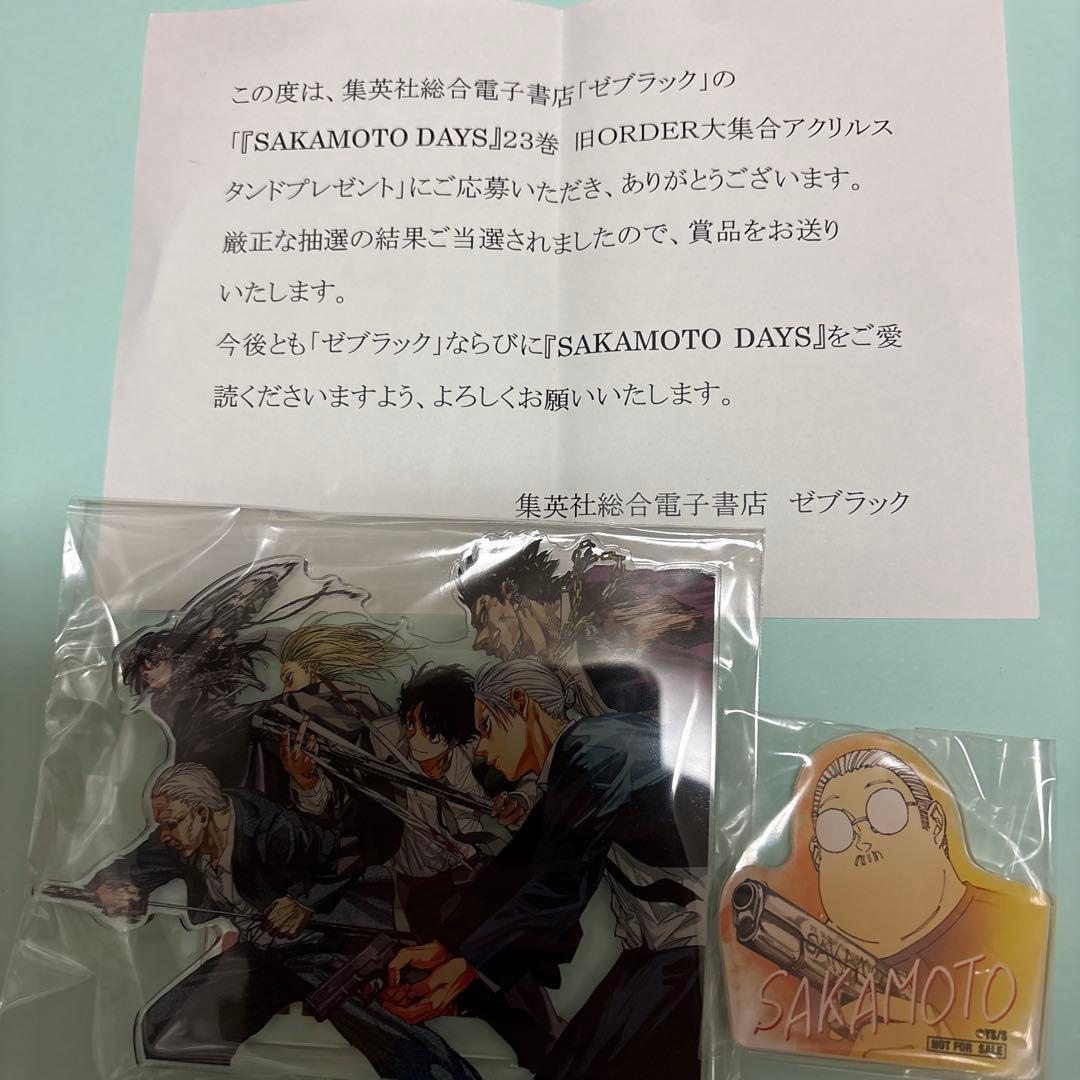 この度は、集英社総合電子書店「ゼブラック」の
「『SAKAMOTO DAYS』23巻 旧ORDER大集合アクリルス
タンドプレゼント」にご応募いただき、ありがとうございます。
厳正な抽選の結果ご当選されましたので、賞品をお送り
いたします。
今後とも「ゼブラック」ならびに『SAKAMOTO DAYS』をご愛
読くださいますよう、よろしくお願いいたします。
集英社総合電子書店 ゼブラック
SAKAMOTO
©YS/S
NOT FOR SALE